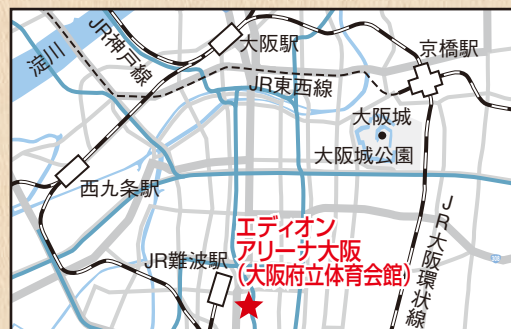 大阪駅
京橋駅
淀川
JR神戸線
JR東西線
大阪城
大阪城公園
西九条駅
エディオン
アリーナ大阪
(大阪府立体育会館)
JR難波駅
JR大阪環状線